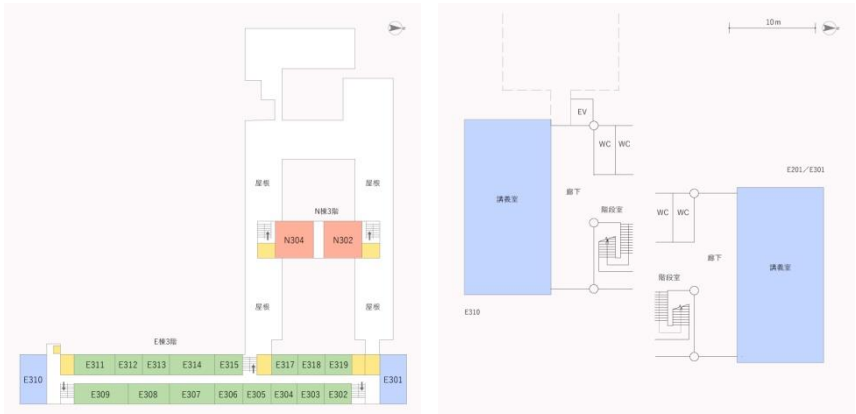 屋根
屋根
N棟3階
N304
N302
屋根
屋根
E棟3階
E310
E311
E312
E313
E314
E315
E317
E318
E319
E301
E309
E308
E307
E306
E305
E304
E303
E302
10m
EV
WC
WC
E201／E301
講義室
廊下
階段室
WC
WC
廊下
講義室
階段室
E310